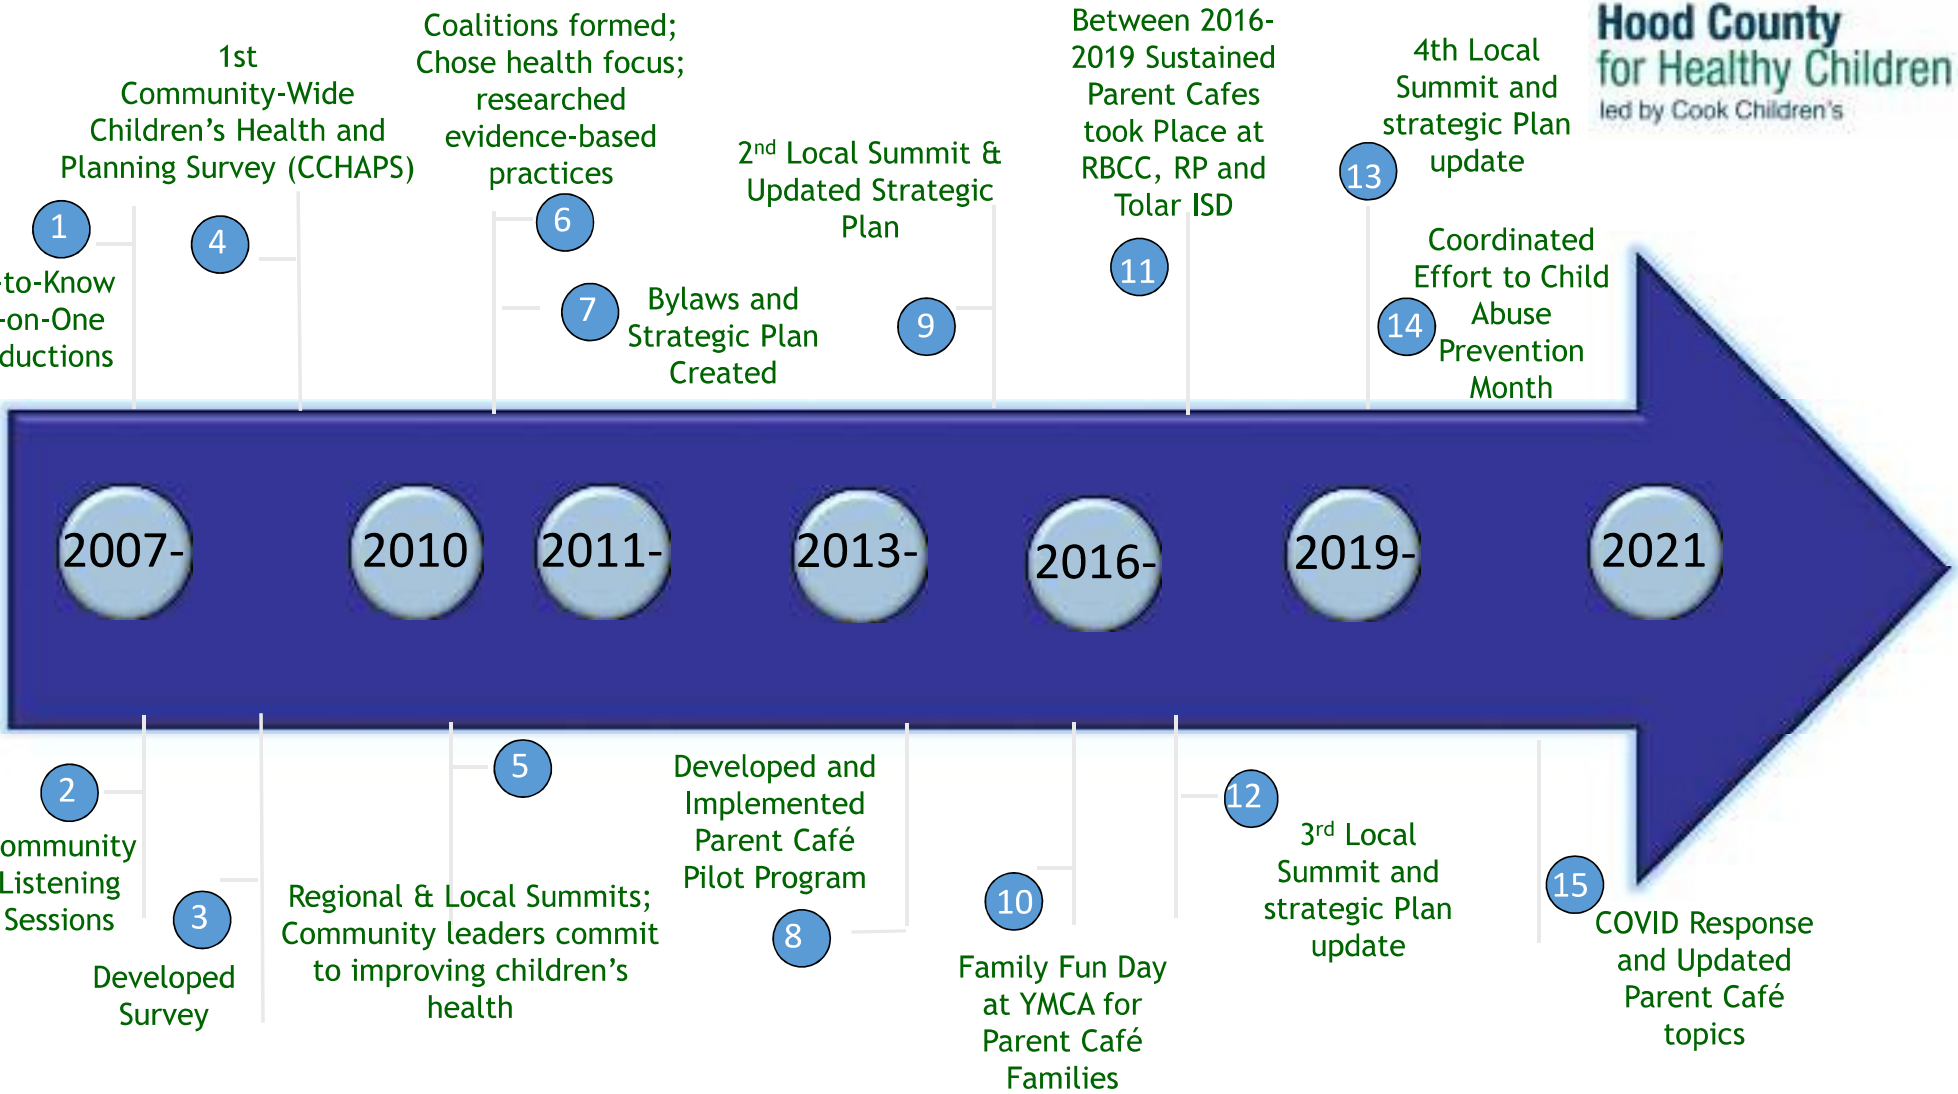 Hood County
for Healthy Children
led by Cook Children's
1
-to-Know
-on-One
ductions
1st
Community-Wide
Children's Health and
Planning Survey (CCHAPS)
4
Coalitions formed;
Chose health focus;
researched
evidence-based
practices
6
7
Bylaws and
Strategic Plan
Created
2nd Local Summit &
Updated Strategic
Plan
9
Between 2016-
2019 Sustained
Parent Cafes
took Place at
RBCC, RP and
Tolar ISD
11
4th Local
Summit and
strategic Plan
update
13
Coordinated
Effort to Child
Abuse
Prevention
Month
14
2007-
2010
2011-
2013-
2016-
2019-
2021
2
ommunity
Listening
Sessions
3
Developed
Survey
5
Regional & Local Summits;
Community leaders commit
to improving children's
health
Developed and
Implemented
Parent Café
Pilot Program
8
10
Family Fun Day
at YMCA for
Parent Café
Families
12
3rd Local
Summit and
strategic Plan
update
15
COVID Response
and Updated
Parent Café
topics